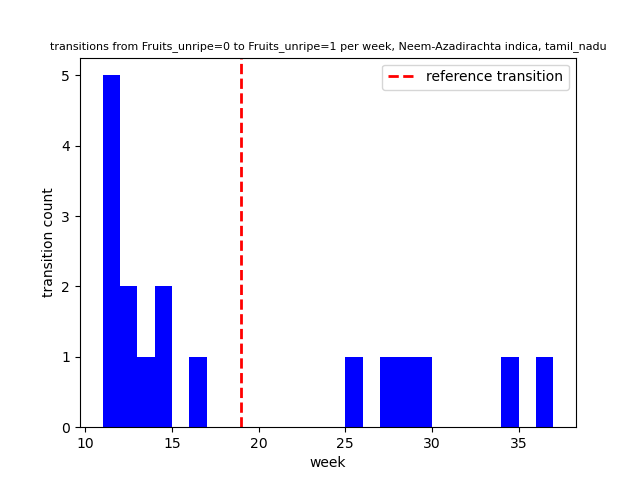 transitions from Fruits_unripe=0 to Fruits_unripe=1 per week, Neem-Azadirachta indica, tamil_nadu
reference transition
transition count
5
4
3
2
1
0
10 15 20 25 30 35
week